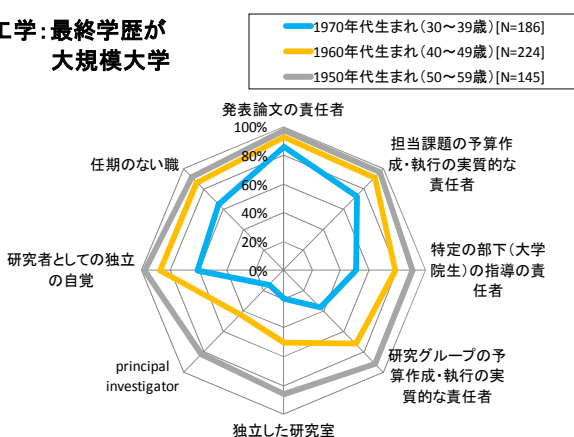 工学:最終学歴が
大規模大学
1970年代生まれ(30～39歳)[N=186]
1960年代生まれ(40～49歳)[N=224]
1950年代生まれ(50～59歳)[N=145]
発表論文の責任者
100%
80%
60%
40%
20%
0%
担当課題の予算作
成・執行の実質的な
責任者
特定の部下(大学
院生)の指導の責
任者
研究グループの予
算作成・執行の実
質的な責任者
独立した研究室
principal
investigator
研究者としての独立
の自覚
任期のない職